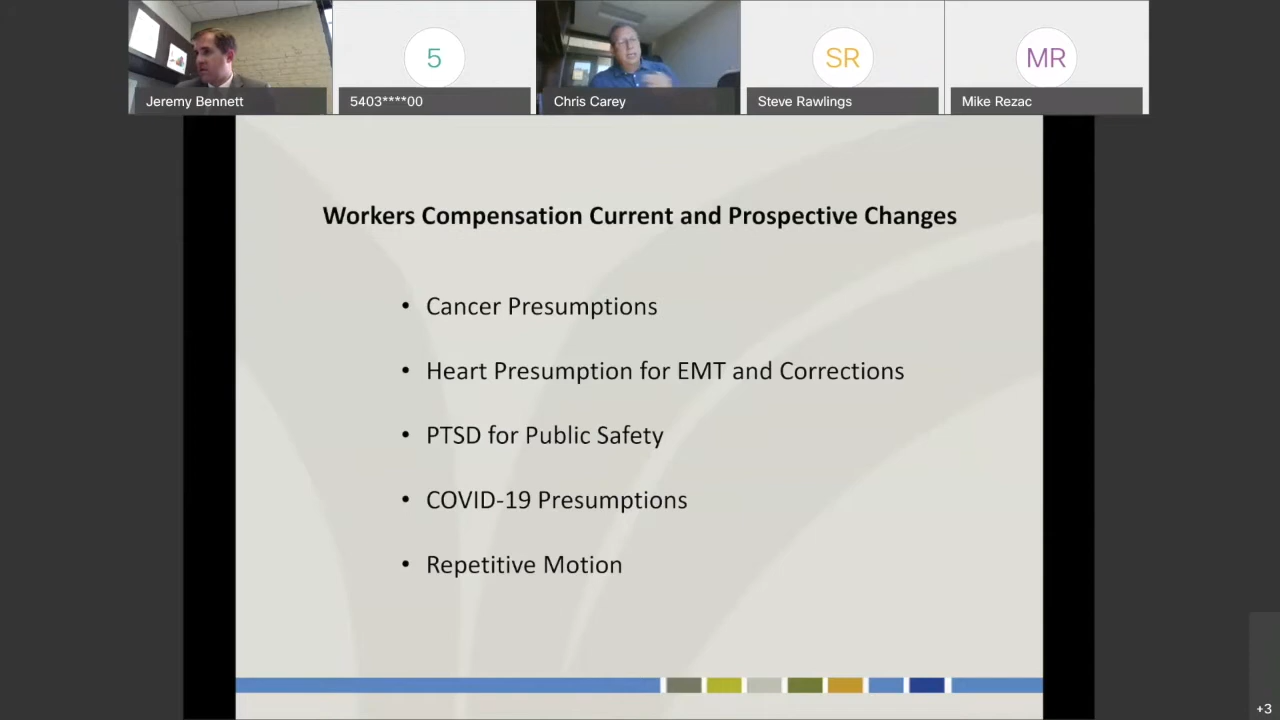 5
SR
MR
Jeremy Bennett
5403****00
Chris Carey
Steve Rawlings
Mike Rezac
Workers Compensation Current and Prospective Changes
• Cancer Presumptions
• Heart Presumption for EMT and Corrections
• PTSD for Public Safety
• COVID-19 Presumptions
• Repetitive Motion
+3